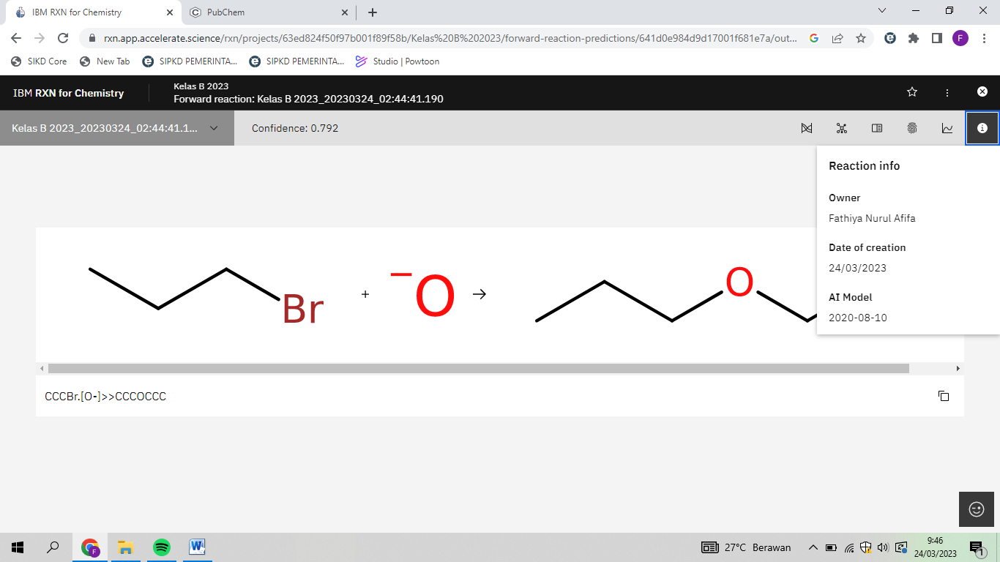 IBM RXN for Chemistry
PubChem
rxn.app.accelerate.science/rxn/projects/63ed824f50f97b001f89f58b/Kelas%20B%202023/forward-reaction-predictions/641d0e984d9d17001f681e7a/out...
F
SIKD Core
New Tab
SIPKD PEMERINTA...
SIPKD PEMERINTA...
Studio | Powtoon
IBM RXN for Chemistry
Kelas B 2023
Forward reaction: Kelas B 2023_20230324_02:44:41.190
Kelas B 2023_20230324_02:44:41.1...
Confidence: 0.792
Reaction info
Owner
Fathiya Nurul Afifa
Date of creation
24/03/2023
AI Model
2020-08-10
Br + −O → O
CCCBr.[O-]>>CCCOCCC
F
27°C Berawan
9:46
24/03/2023
1